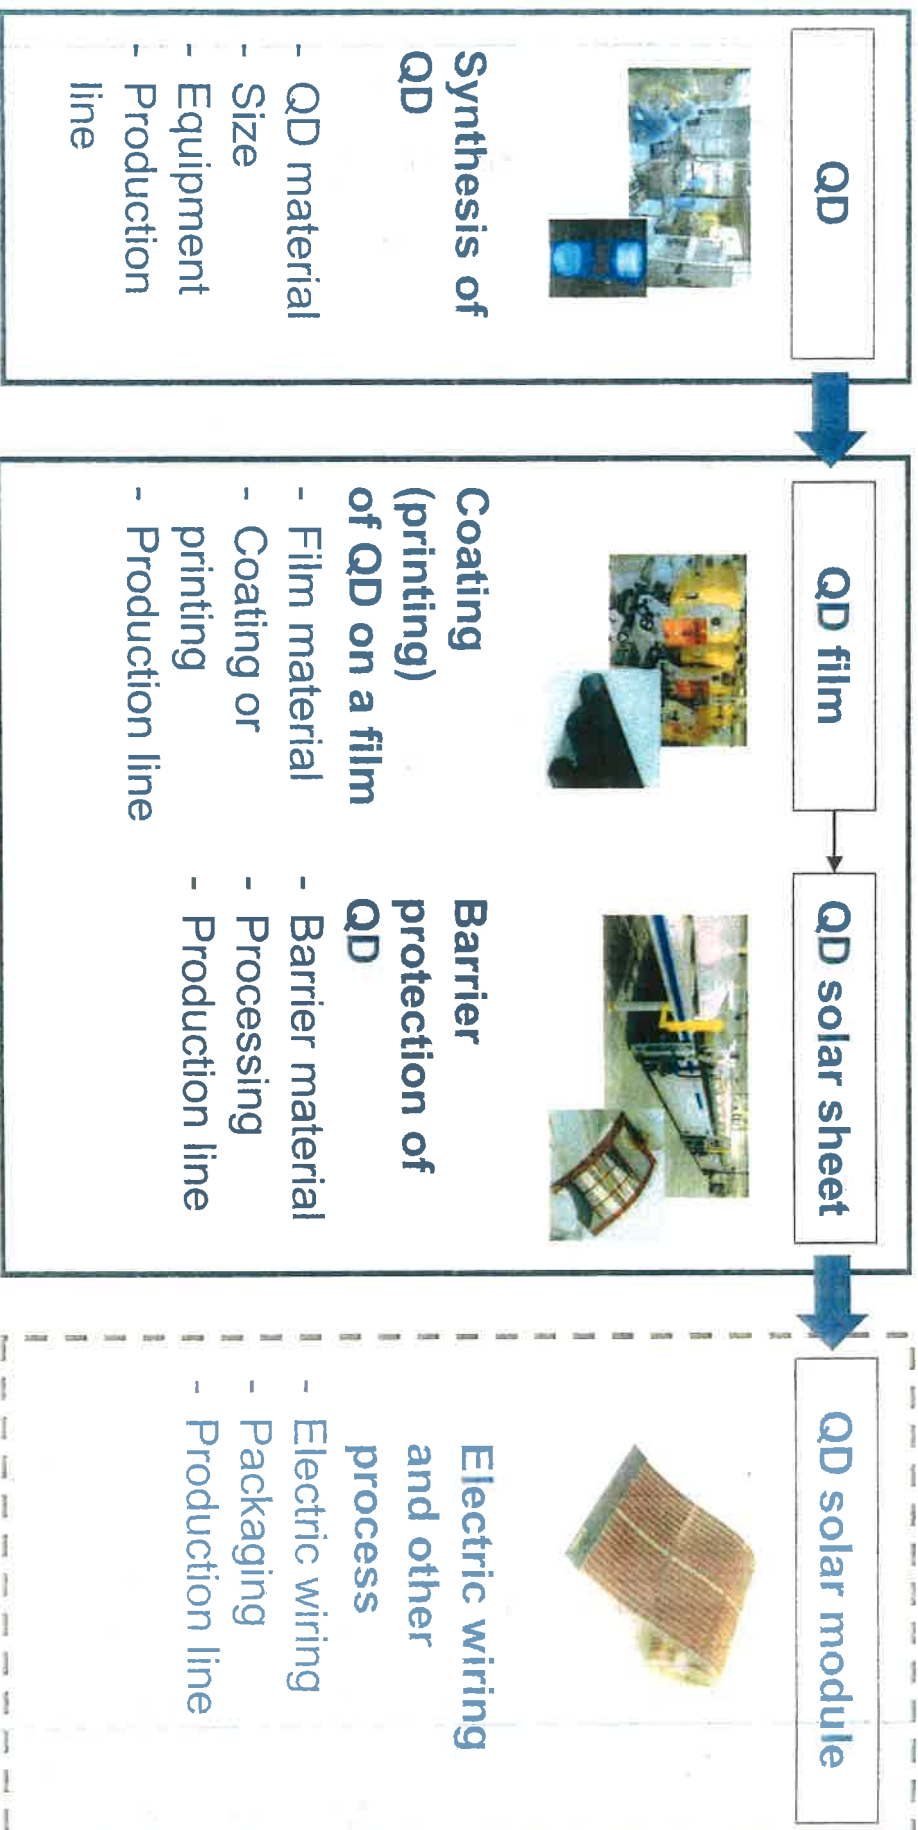 QD
Synthesis of
QD
- QD material
- Size
- Equipment
- Production
line
QD film
Coating
(printing)
of QD on a film
- Film material
- Coating or
printing
- Production line
QD solar sheet
Barrier
protection of
QD
- Barrier material
- Processing
- Production line
QD solar module
Electric wiring
and other
process
- Electric wiring
- Packaging
- Production line